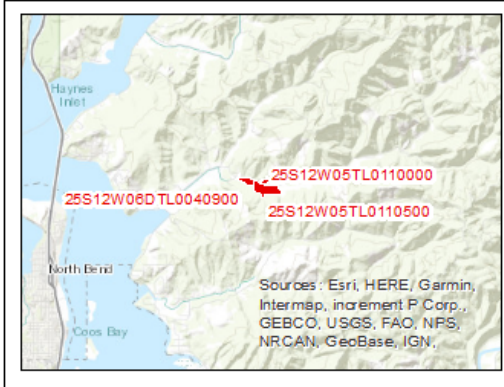 Haynes
Inlet
25S12W05TL0110000
25S12W06DTL0040900
25S12W05TL0110500
North Bend
Coos Bay
Sources: Esri, HERE, Garmin,
Intermap, increment P Corp.,
GEBCO, USGS, FAO, NPS,
NRCAN, GeoBase, IGN,